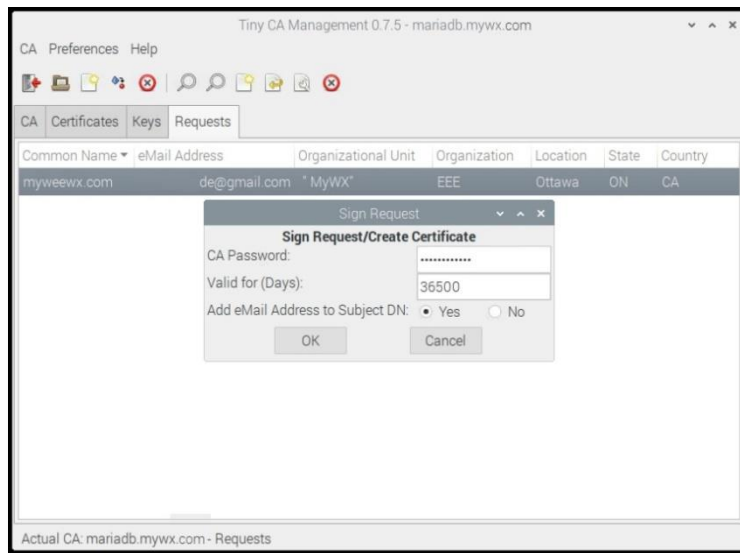 Tiny CA Management 0.7.5 - mariadb.mywx.com
CA Preferences Help
CA Certificates Keys Requests
Common Name eMail Address Organizational Unit Organization Location State Country
myweewx.com de@gmail.com " MyWX" EEE Ottawa ON CA
Sign Request
Sign Request/Create Certificate
CA Password: ••••••••••••
Valid for (Days): 36500
Add eMail Address to Subject DN: Yes No
OK Cancel
Actual CA: mariadb.mywx.com - Requests